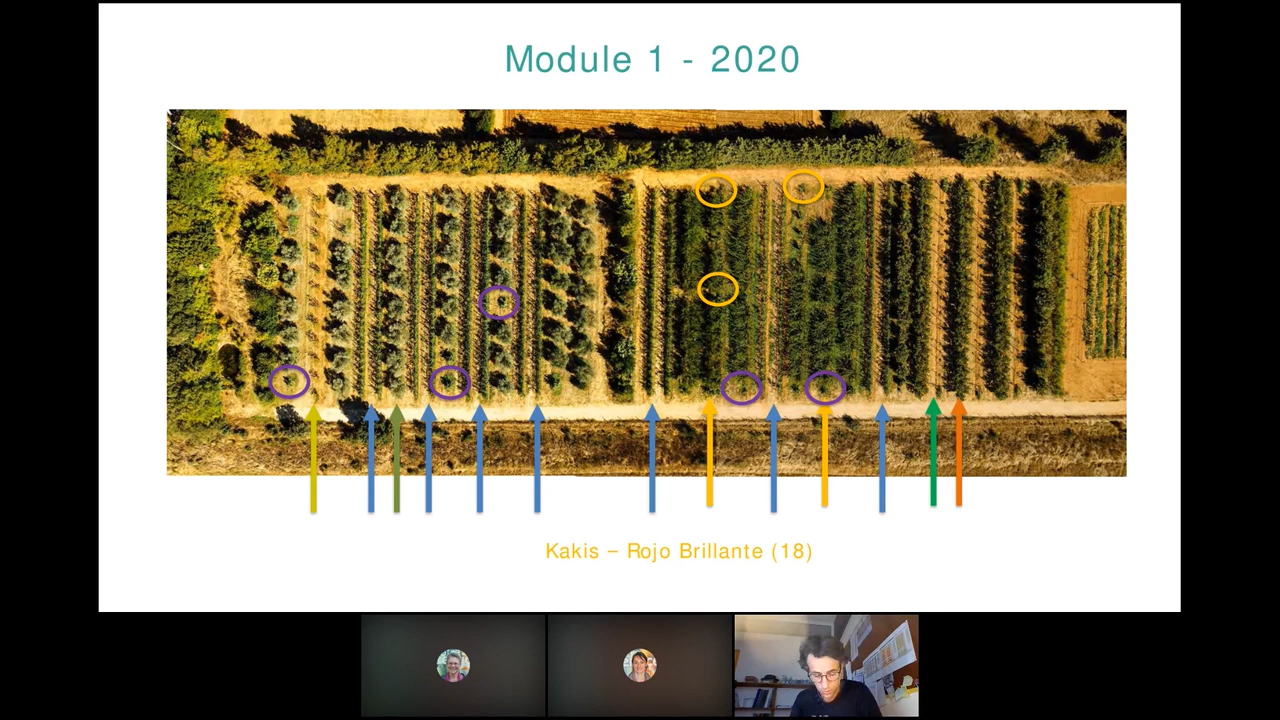 Module 1 - 2020
Kakis – Rojo Brillante (18)